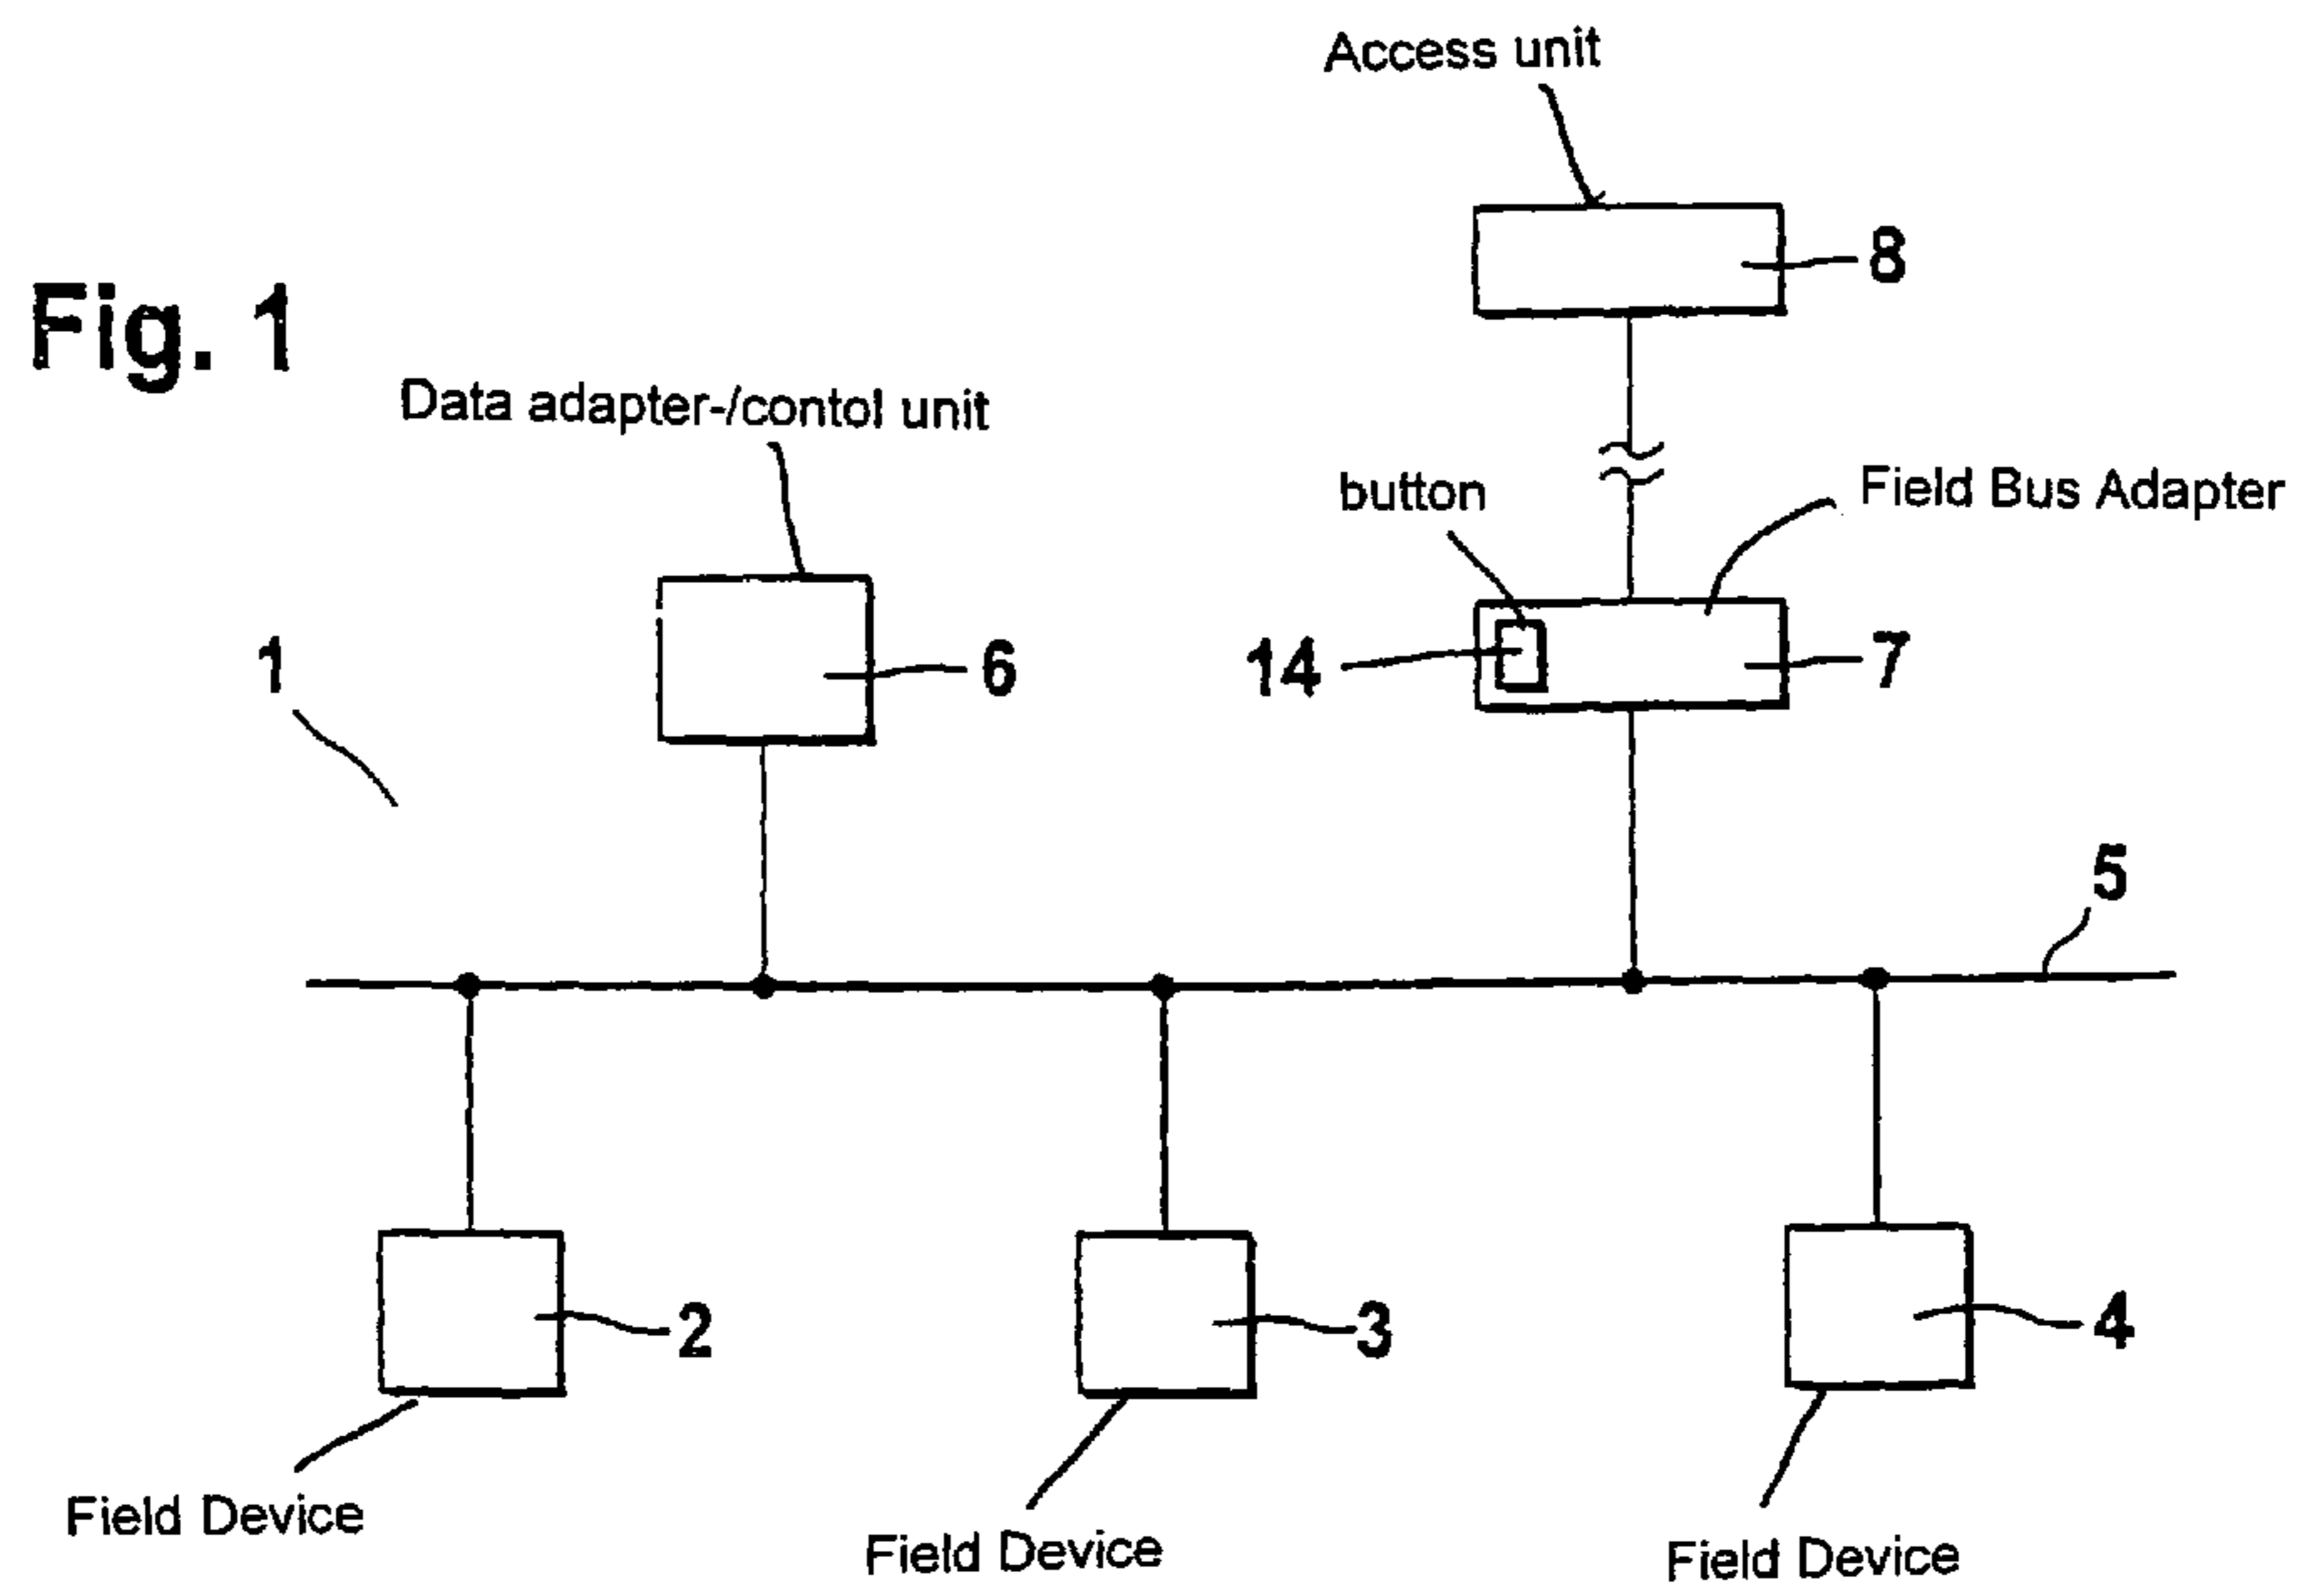 Access unit
8
Fig. 1
Data adapter-/contol unit
button
Field Bus Adapter
1
6
14
7
5
2
3
4
Field Device
Field Device
Field Device